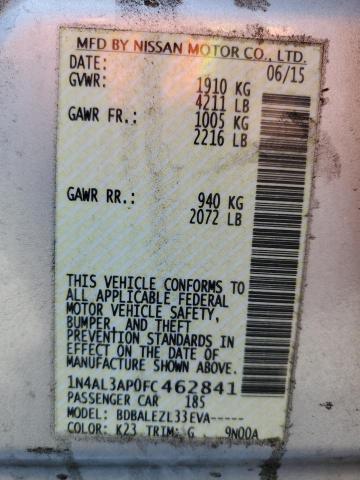 MFD BY NISSAN MOTOR CO., LTD.
DATE: 06/15
GVWR: 1910 KG
4211 LB
GAWR FR.: 1005 KG
2216 LB
GAWR RR.: 940 KG
2072 LB
THIS VEHICLE CONFORMS TO
ALL APPLICABLE FEDERAL
MOTOR VEHICLE SAFETY,
BUMPER, AND THEFT
PREVENTION STANDARDS IN
EFFECT ON THE DATE OF
MANUFACTURE SHOWN ABOVE.
1N4AL3AP0FC462841
PASSENGER CAR 185
MODEL: BDBALEZL33EVA-----
COLOR: K23 TRIM: G 9N00A